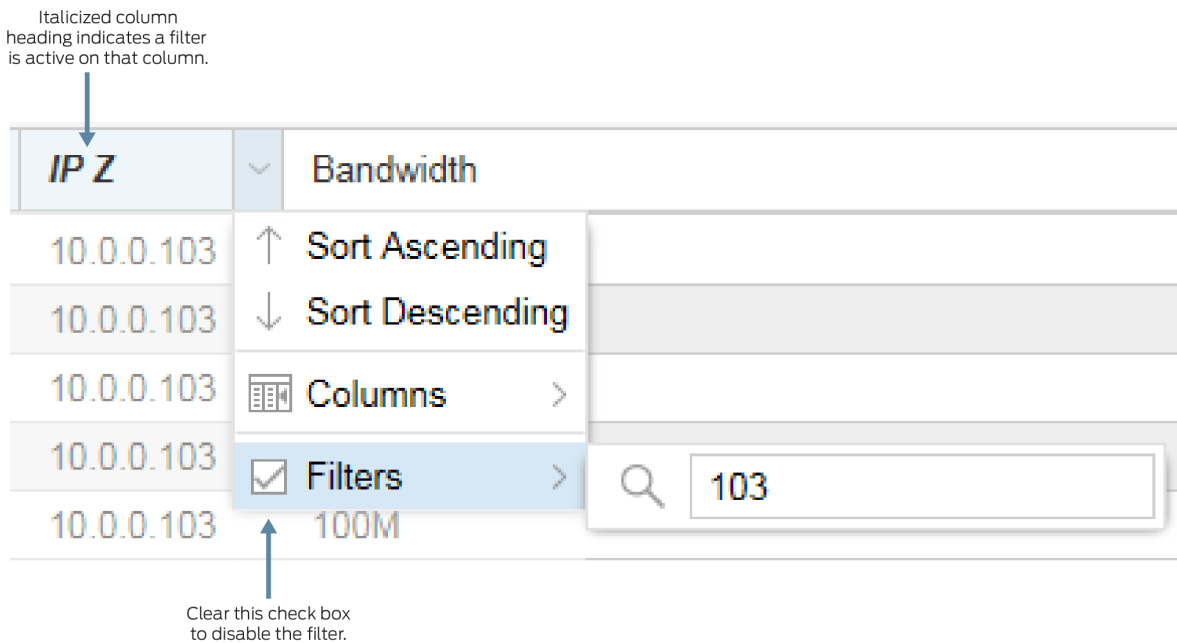 Italicized column
heading indicates a filter
is active on that column.
IP Z
Bandwidth
10.0.0.103
Sort Ascending
10.0.0.103
Sort Descending
10.0.0.103
Columns
10.0.0.103
Filters
103
10.0.0.103
100M
Clear this check box
to disable the filter.